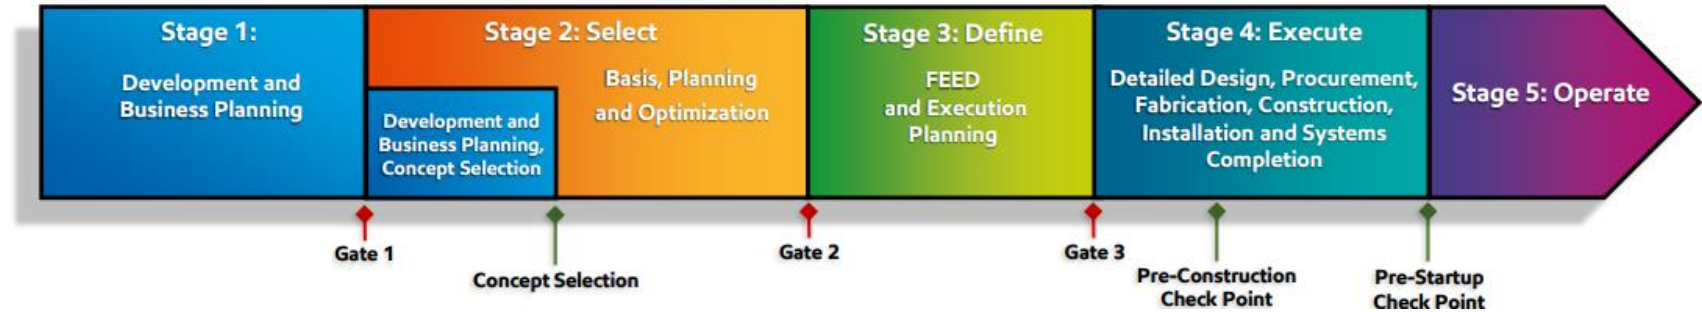 Stage 1:
Development and
Business Planning
Stage 2: Select
Development and
Business Planning,
Concept Selection
Basis, Planning
and Optimization
Stage 3: Define
FEED
and Execution
Planning
Stage 4: Execute
Detailed Design, Procurement,
Fabrication, Construction,
Installation and Systems
Completion
Stage 5: Operate
Gate 1
Concept Selection
Gate 2
Gate 3
Pre-Construction
Check Point
Pre-Startup
Check Point